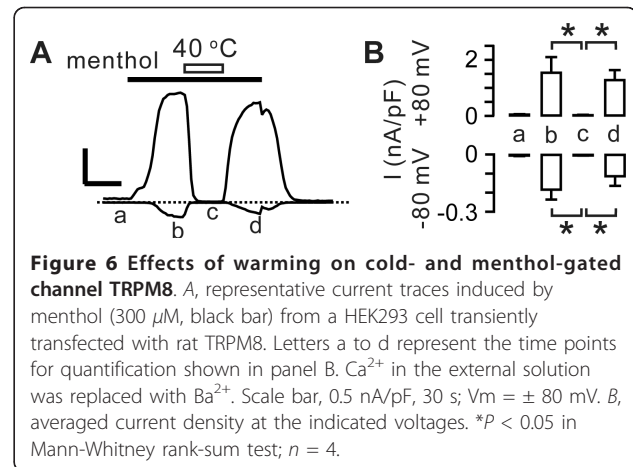 A
menthol
40 °C
a
b
c
d
B
* *
I (nA/pF)
-80 mV +80 mV
2
0
a b c d
0
-0.3
* *
Figure 6 Effects of warming on cold- and menthol-gated
channel TRPM8. A, representative current traces induced by
menthol (300 μM, black bar) from a HEK293 cell transiently
transfected with rat TRPM8. Letters a to d represent the time points
for quantification shown in panel B. Ca²⁺ in the external solution
was replaced with Ba²⁺. Scale bar, 0.5 nA/pF, 30 s; Vm = ± 80 mV. B,
averaged current density at the indicated voltages. *P < 0.05 in
Mann-Whitney rank-sum test; n = 4.